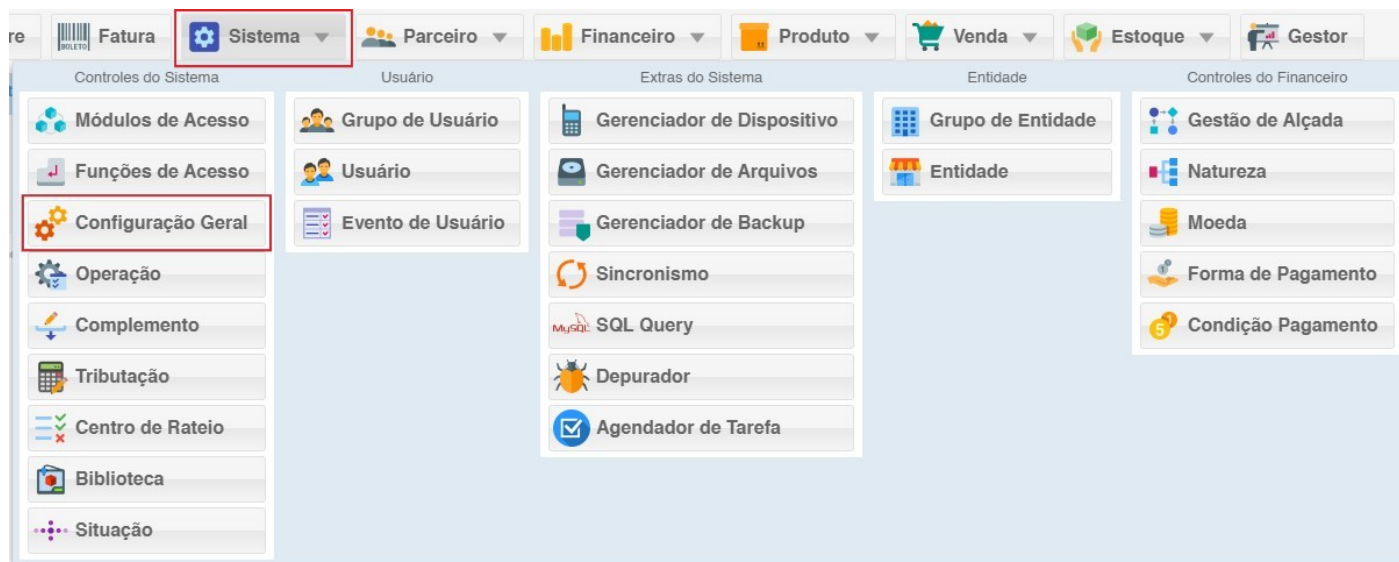 re
BOLETO Fatura
Sistema
Parceiro
Financeiro
Produto
Venda
Estoque
Gestor
Controles do Sistema
Módulos de Acesso
Funções de Acesso
Configuração Geral
Operação
Complemento
Tributação
Centro de Rateio
Biblioteca
Situação
Usuário
Grupo de Usuário
Usuário
Evento de Usuário
Extras do Sistema
Gerenciador de Dispositivo
Gerenciador de Arquivos
Gerenciador de Backup
Sincronismo
MySQL SQL Query
Depurador
Agendador de Tarefa
Entidade
Grupo de Entidade
Entidade
Controles do Financeiro
Gestão de Alçada
Natureza
Moeda
Forma de Pagamento
5 Condição Pagamento